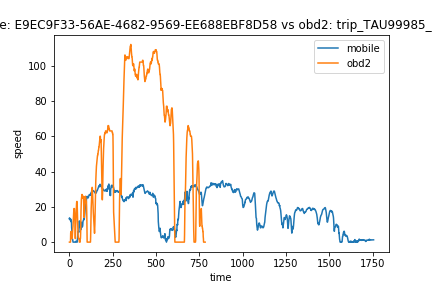 e: E9EC9F33-56AE-4682-9569-EE688EBF8D58 vs obd2: trip_TAU99985_
mobile
obd2
speed
100
80
60
40
20
0
0 250 500 750 1000 1250 1500 1750
time